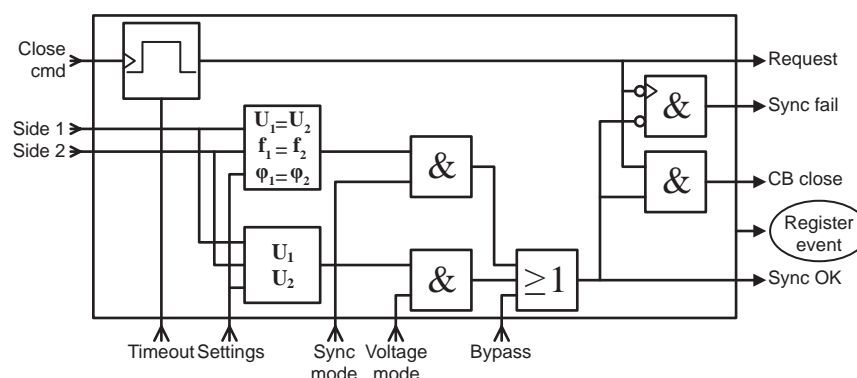 Close
cmd
Request
Sync fail
Side 1
Side 2
U1=U2
f1 = f2
φ1=φ2
&
&
&
CB close
Register
event
U1
U2
&
≥1
Sync OK
Timeout
Settings
Sync
mode
Voltage
mode
Bypass